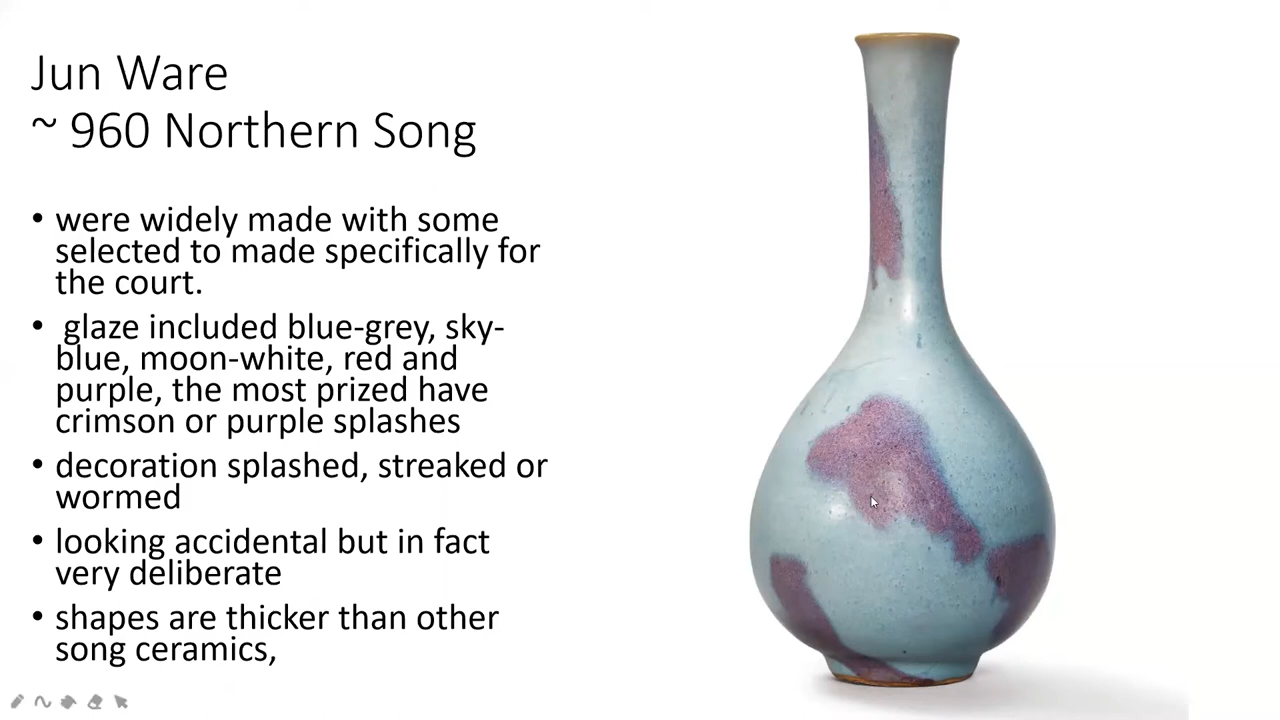 Jun Ware
~ 960 Northern Song
• were widely made with some
selected to made specifically for
the court.
• glaze included blue-grey, sky-
blue, moon-white, red and
purple, the most prized have
crimson or purple splashes
• decoration splashed, streaked or
wormed
• looking accidental but in fact
very deliberate
• shapes are thicker than other
song ceramics,